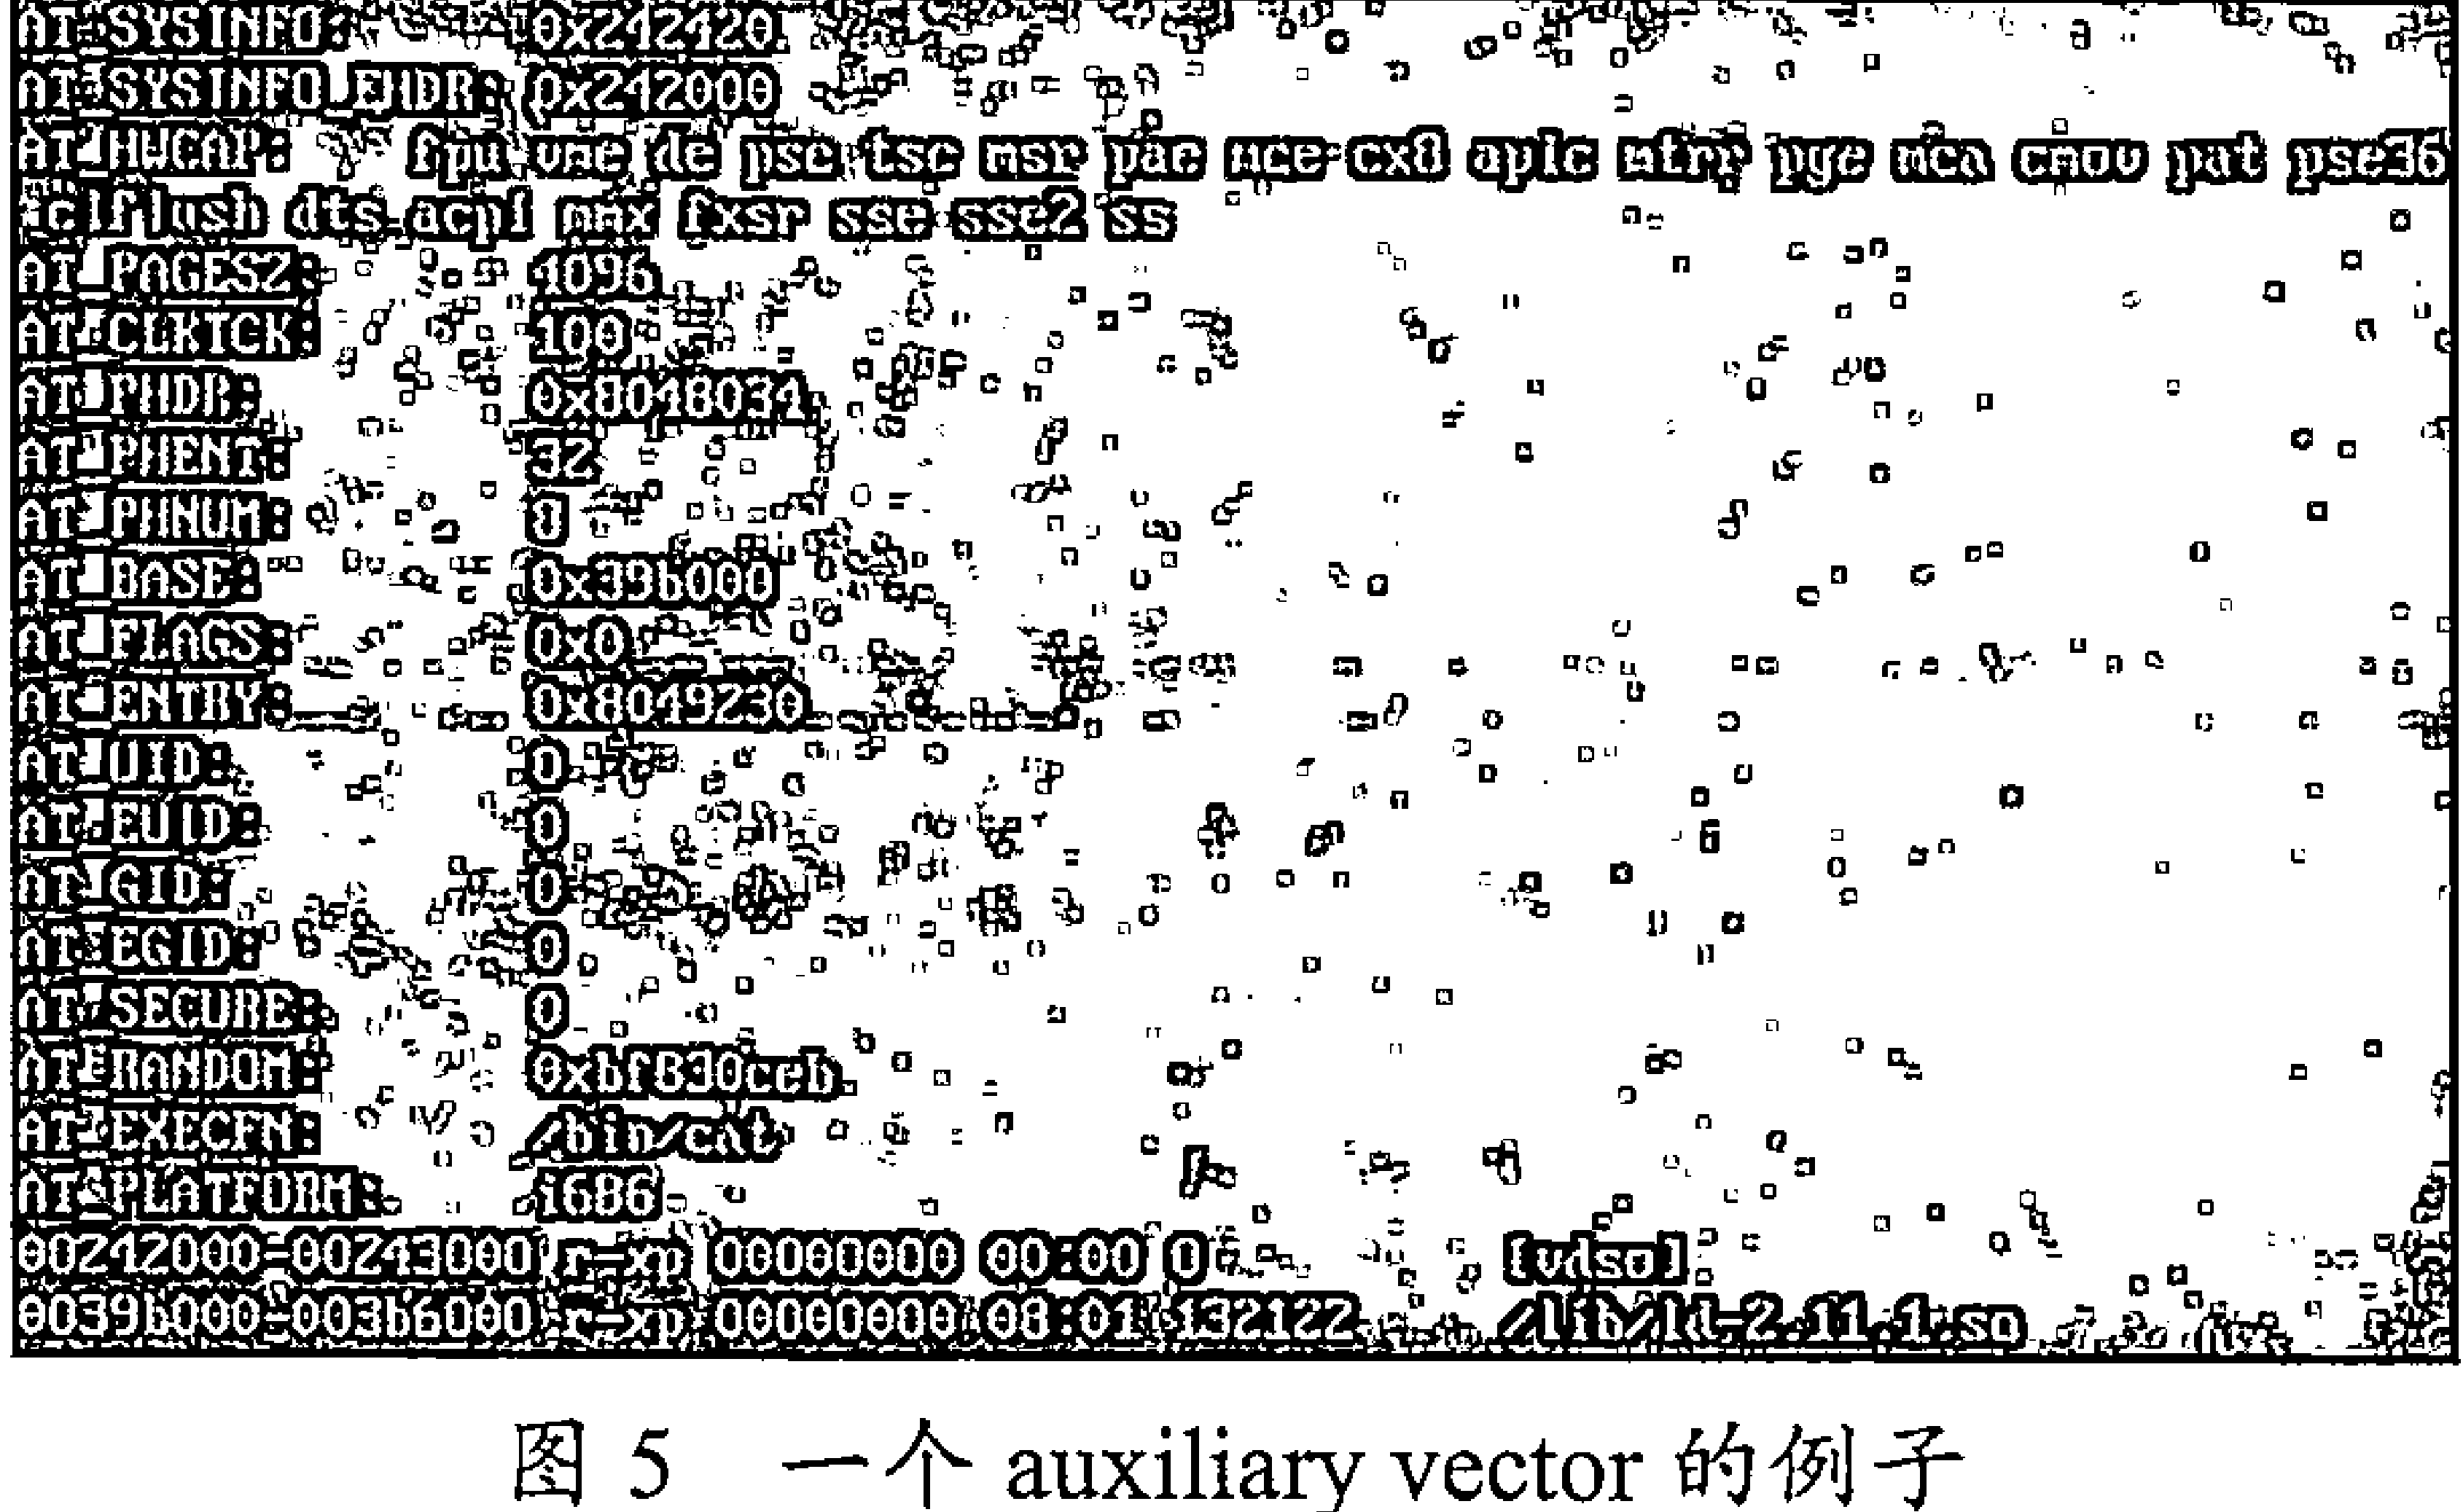 AT_SYSINFO: 0x242420
AT_SYSINFO_EHDR: 0x242000
AT_HWCAP: fpu vme de pse tsc msr pae mce cx8 apic mtrr pge mca cmov pat pse36
clflush dts acpi mmx fxsr sse sse2 ss
AT_PAGESZ: 4096
AT_CLKTCK: 100
AT_PHDR: 0x8048034
AT_PHENT: 32
AT_PHNUM:
AT_BASE: 0x39b000
AT_FLAGS: 0x0
AT_ENTRY: 0x8049230
AT_UID: 0
AT_EUID: 0
AT_GID: 0
AT_EGID: 0
AT_SECURE: 0
AT_RANDOM:
AT_EXECFN: /bin/cat
AT_PLATFORM: i686
00242000-00243000 r-xp 00000000 00:00 0 [vdso]
0039b000-003b6000 r-xp 00000000 08:01 132122 /lib/ld-2.11.1.so
图 5 一个 auxiliary vector 的例子